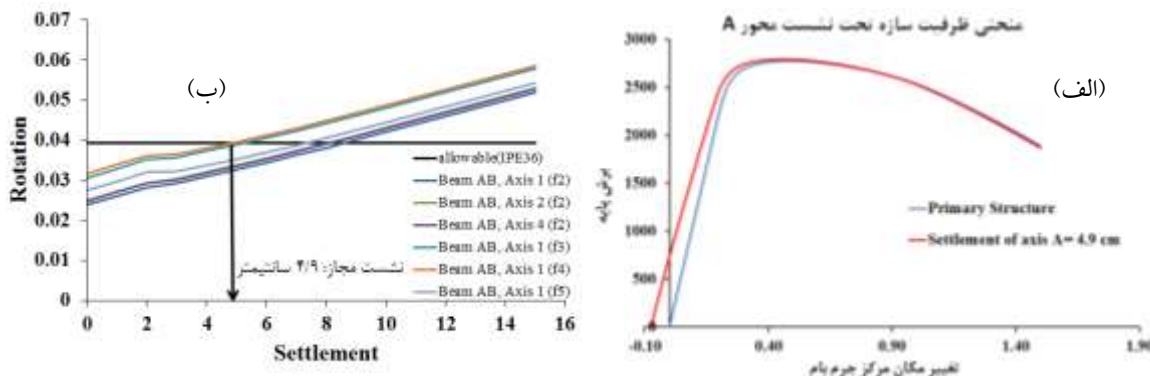 0.07
0.06
0.05
0.04
0.03
0.02
0.01
0
Rotation
(ب)
allowable(IPE36)
Beam AB, Axis 1 (f2)
Beam AB, Axis 2 (f2)
Beam AB, Axis 4 (f2)
Beam AB, Axis 1 (f3)
Beam AB, Axis 1 (f4)
Beam AB, Axis 1 (f5)
نشست مجاز: ۴/۹ سانتیمتر
0 2 4 6 8 10 12 14 16
Settlement
منحنی ظرفیت سازه تحت نشست محور A
(الف)
3000
2500
2000
1500
1000
500
0
برش پایه
Primary Structure
Settlement of axis A= 4.9 cm
-0.10 0.40 0.90 1.40 1.90
تغییر مکان مرکز جرم بام